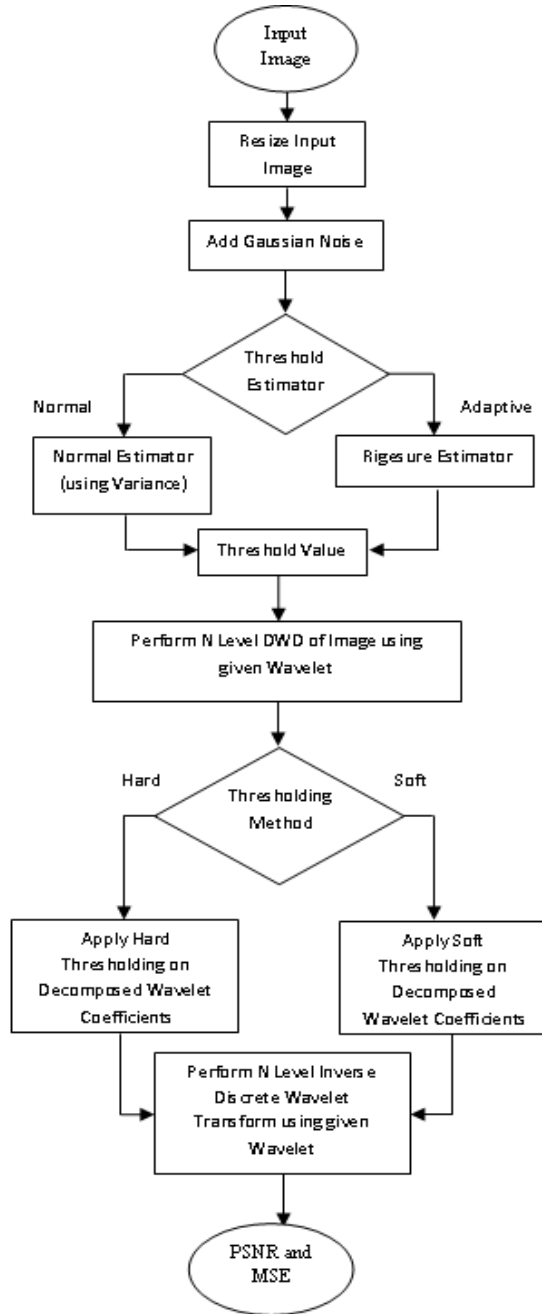 Input
Image
Resize Input
Image
Add Gaussian Noise
Threshold
Estimator
Normal
Adaptive
Normal Estimator
(using Variance)
Rigesure Estimator
Threshold Value
Perform N Level DWD of Image using
given Wavelet
Hard
Soft
Thresholding
Method
Apply Hard
Thresholding on
Decomposed Wavelet
Coefficients
Apply Soft
Thresholding on
Decomposed
Wavelet Coefficients
Perform N Level Inverse
Discrete Wavelet
Transform using given
Wavelet
PSNR and
MSE